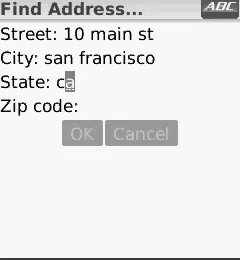 Find Address... ABC
Street: 10 main st
City: san francisco
State: ca
Zip code:
OK Cancel